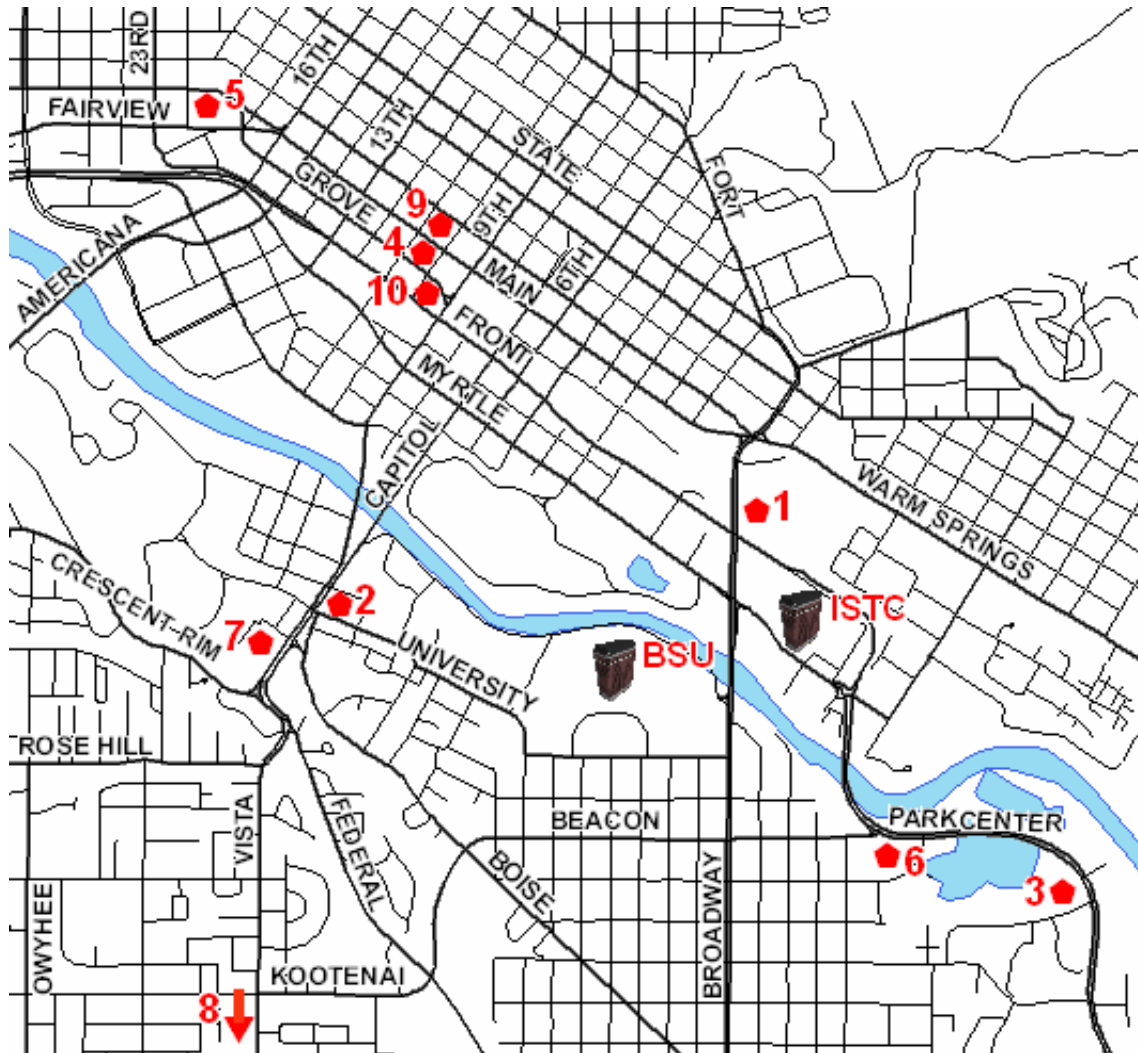 23RD
16TH
5
FAIRVIEW
13TH
STATE
FORT
GROVE
9
9TH
AMERICANA
4
6TH
MAIN
10
FRONT
MYRTLE
CAPITOL
WARM SPRINGS
1
CRESCENT-RIM
2
ISTC
7
UNIVERSITY
BSU
ROSE HILL
VISTA
FEDERAL
BEACON
PARKCENTER
BOISE
BROADWAY
6
3
OWYHEE
KOOTENAI
8